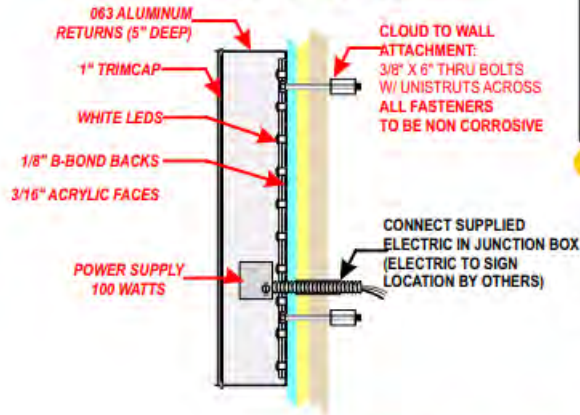 063 ALUMINUM
RETURNS (5" DEEP)
1" TRIMCAP
WHITE LEDS
1/8" B-BOND BACKS
3/16" ACRYLIC FACES
POWER SUPPLY
100 WATTS
CLOUD TO WALL
ATTACHMENT:
3/8" X 6" THRU BOLTS
W/ UNISTRUTS ACROSS
ALL FASTENERS
TO BE NON CORROSIVE
CONNECT SUPPLIED
ELECTRIC IN JUNCTION BOX
(ELECTRIC TO SIGN
LOCATION BY OTHERS)